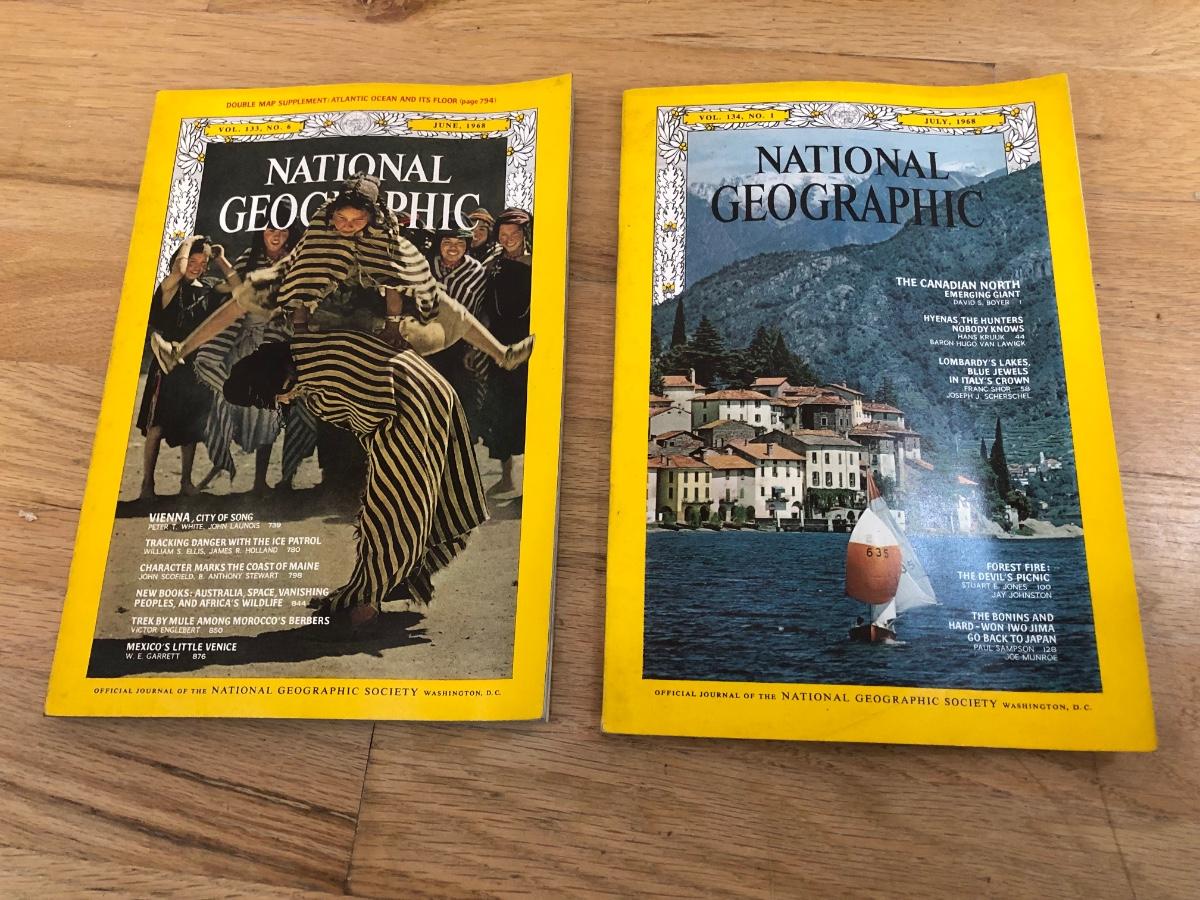 DOUBLE MAP SUPPLEMENT: ATLANTIC OCEAN AND ITS FLOOR (page 794)
VOL. 133, NO. 6
JUNE, 1968
NATIONAL
GEOGRAPHIC
VIENNA, CITY OF SONG
PETER T. WHITE, JOHN LAUNOIS 739
TRACKING DANGER WITH THE ICE PATROL
WILLIAM S. ELLIS, JAMES R. HOLLAND 780
CHARACTER MARKS THE COAST OF MAINE
JOHN SCOFIELD, B. ANTHONY STEWART 798
NEW BOOKS: AUSTRALIA, SPACE, VANISHING
PEOPLES, AND AFRICA'S WILDLIFE 844
TREK BY MULE AMONG MOROCCO'S BERBERS
VICTOR ENGLEBERT 850
MEXICO'S LITTLE VENICE
W. E. GARRETT 876
OFFICIAL JOURNAL OF THE NATIONAL GEOGRAPHIC SOCIETY WASHINGTON, D.C.
VOL. 134, NO. 1
JULY, 1968
NATIONAL
GEOGRAPHIC
THE CANADIAN NORTH
EMERGING GIANT
DAVID S. BOYER 1
HYENAS, THE HUNTERS
NOBODY KNOWS
HANS KRUUK 44
BARON HUGO VAN LAWICK
LOMBARDY'S LAKES,
BLUE JEWELS
IN ITALY'S CROWN
FRANC SHOR 58
JOSEPH J. SCHERSCHEL
635
FOREST FIRE:
THE DEVIL'S PICNIC
STUART E. JONES 100
JAY JOHNSTON
THE BONINS AND
HARD-WON IWO JIMA
GO BACK TO JAPAN
PAUL SAMPSON 128
JOE MUNROE
OFFICIAL JOURNAL OF THE NATIONAL GEOGRAPHIC SOCIETY WASHINGTON, D.C.